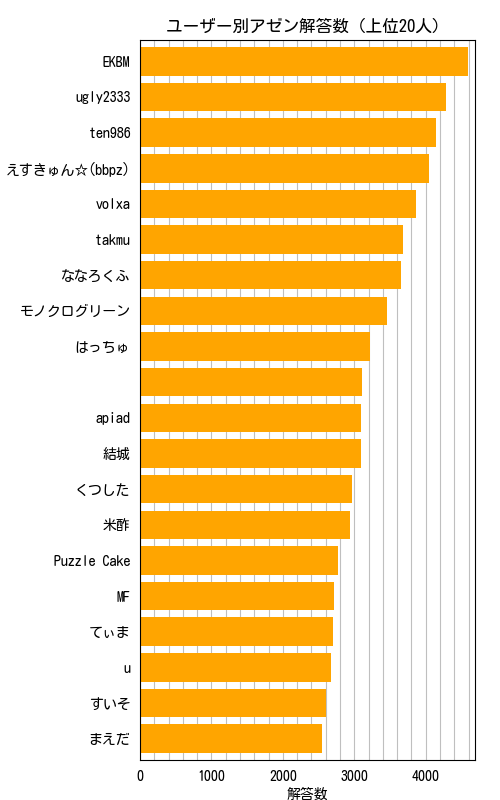 ユーザー別アゼン解答数 (上位20人)
EKBM
ugly2333
ten986
えすきゅん☆(bbpz)
volxa
takmu
ななろくふ
モノクログリーン
はっちゅ
apiad
結城
くつした
米酢
Puzzle Cake
MF
てぃま
u
すいそ
まえだ
0 1000 2000 3000 4000
解答数